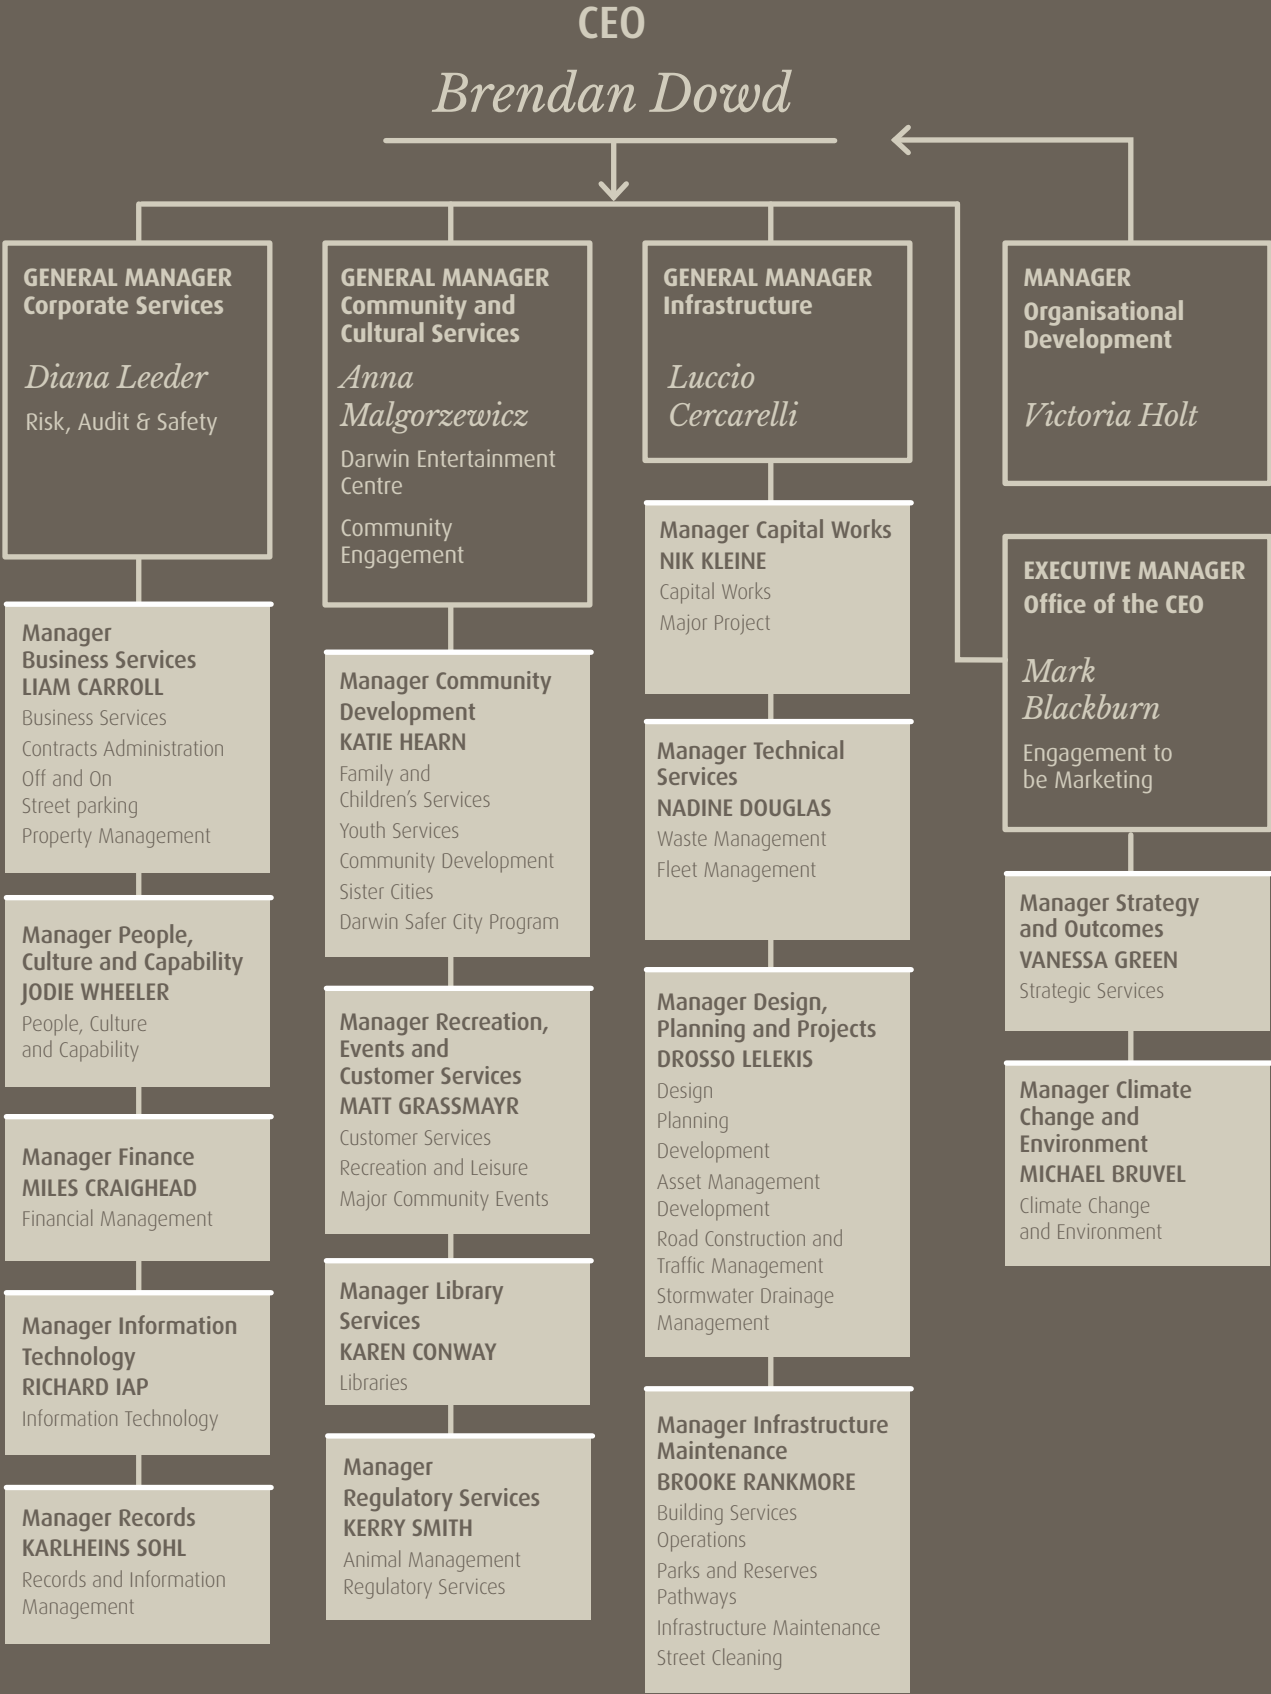 CEO
Brendan Dowd
GENERAL MANAGER
Corporate Services
Diana Leeder
Risk, Audit & Safety
Manager
Business Services
LIAM CARROLL
Business Services
Contracts Administration
Off and On
Street parking
Property Management
Manager People,
Culture and Capability
JODIE WHEELER
People, Culture
and Capability
Manager Finance
MILES CRAIGHEAD
Financial Management
Manager Information
Technology
RICHARD IAP
Information Technology
Manager Records
KARLHEINS SOHL
Records and Information
Management
GENERAL MANAGER
Community and
Cultural Services
Anna
Malgorzewicz
Darwin Entertainment
Centre
Community
Engagement
Manager Community
Development
KATIE HEARN
Family and
Children’s Services
Youth Services
Community Development
Sister Cities
Darwin Safer City Program
Manager Recreation,
Events and
Customer Services
MATT GRASSMAYR
Customer Services
Recreation and Leisure
Major Community Events
Manager Library
Services
KAREN CONWAY
Libraries
Manager
Regulatory Services
KERRY SMITH
Animal Management
Regulatory Services
GENERAL MANAGER
Infrastructure
Luccio
Cercarelli
Manager Capital Works
NIK KLEINE
Capital Works
Major Project
Manager Technical
Services
NADINE DOUGLAS
Waste Management
Fleet Management
Manager Design,
Planning and Projects
DROSSO LELEKIS
Design
Planning
Development
Asset Management
Development
Road Construction and
Traffic Management
Stormwater Drainage
Management
Manager Infrastructure
Maintenance
BROOKE RANKMORE
Building Services
Operations
Parks and Reserves
Pathways
Infrastructure Maintenance
Street Cleaning
MANAGER
Organisational
Development
Victoria Holt
EXECUTIVE MANAGER
Office of the CEO
Mark
Blackburn
Engagement to
be Marketing
Manager Strategy
and Outcomes
VANESSA GREEN
Strategic Services
Manager Climate
Change and
Environment
MICHAEL BRUVEL
Climate Change
and Environment